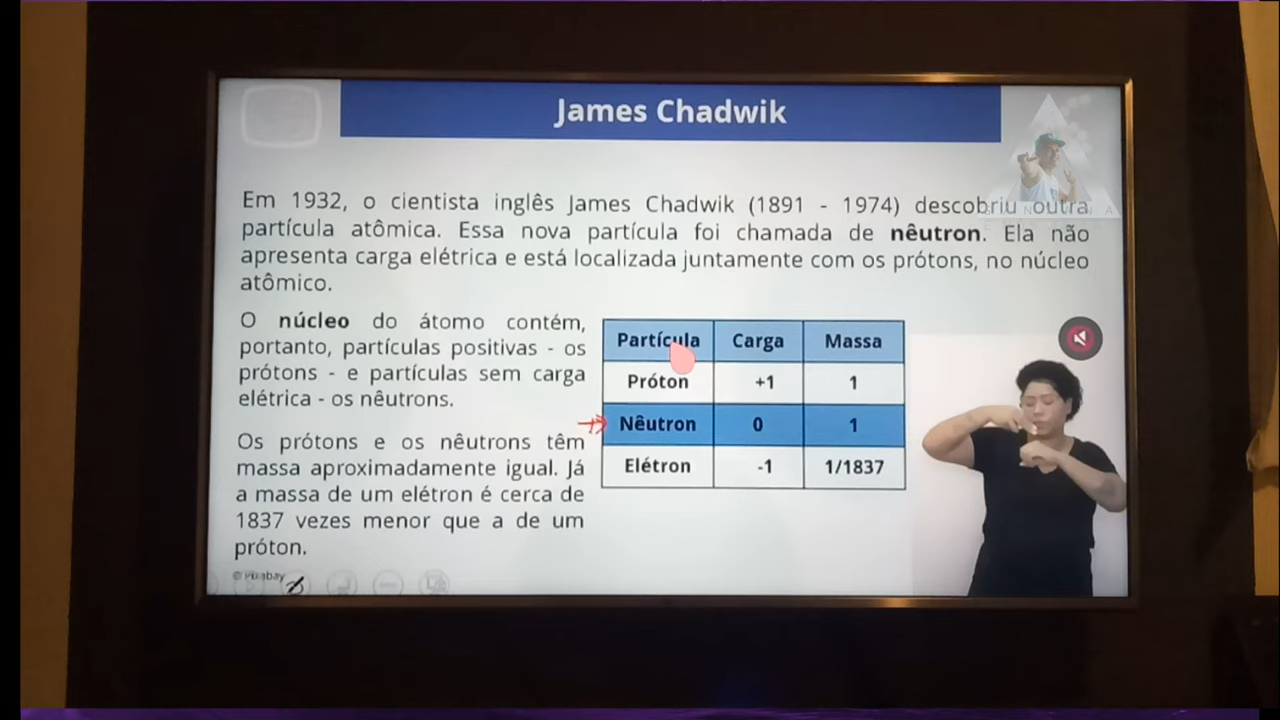 James Chadwik
Em 1932, o cientista inglês James Chadwik (1891 - 1974) descobriu outra
partícula atômica. Essa nova partícula foi chamada de nêutron. Ela não
apresenta carga elétrica e está localizada juntamente com os prótons, no núcleo
atômico.
O núcleo do átomo contém,
portanto, partículas positivas - os
prótons - e partículas sem carga
elétrica - os nêutrons.
Os prótons e os nêutrons têm
massa aproximadamente igual. Já
a massa de um elétron é cerca de
1837 vezes menor que a de um
próton.
Partícula Carga Massa
Próton +1 1
Nêutron 0 1
Elétron -1 1/1837
© Pixabay